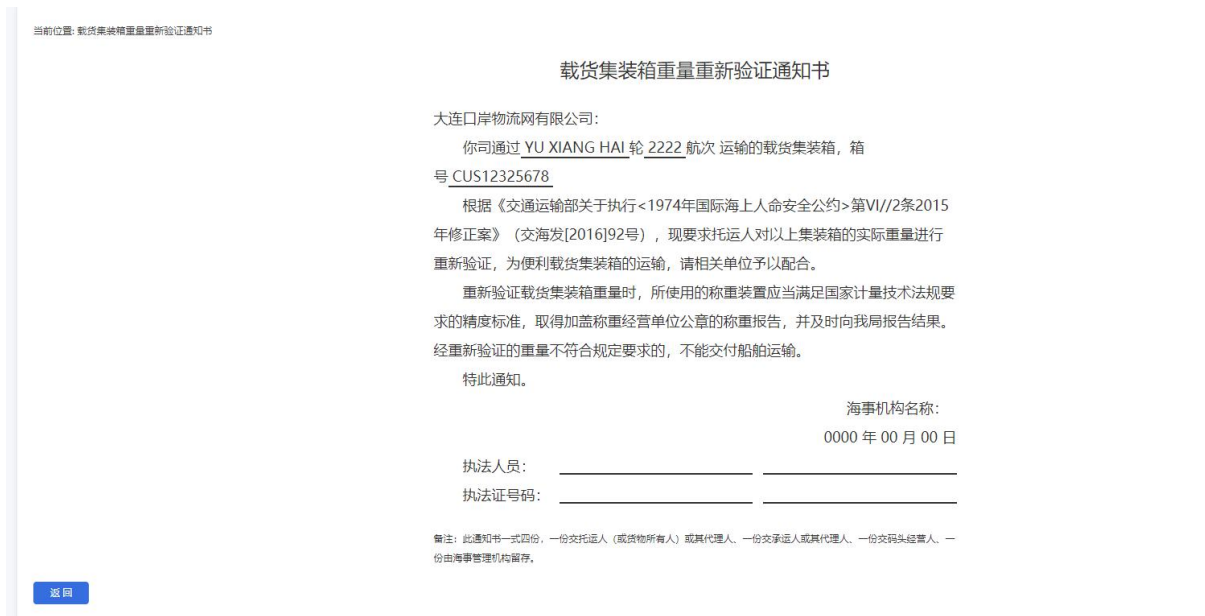 当前位置: 载货集装箱重量重新验证通知书
载货集装箱重量重新验证通知书
大连口岸物流网有限公司：
你司通过 YU XIANG HAI 轮 2222 航次 运输的载货集装箱，箱
号 CUS12325678
根据《交通运输部关于执行<1974年国际海上人命安全公约>第VI//2条2015
年修正案》（交海发[2016]92号），现要求托运人对以上集装箱的实际重量进行
重新验证，为便利载货集装箱的运输，请相关单位予以配合。
重新验证载货集装箱重量时，所使用的称重装置应当满足国家计量技术法规要
求的精度标准，取得加盖称重经营单位公章的称重报告，并及时向我局报告结果。
经重新验证的重量不符合规定要求的，不能交付船舶运输。
特此通知。
海事机构名称：
0000 年 00 月 00 日
执法人员：
执法证号码：
备注：此通知书一式四份，一份交托运人（或货物所有人）或其代理人、一份交承运人或其代理人、一份交码头经营人、一
份由海事管理机构留存。
返 回